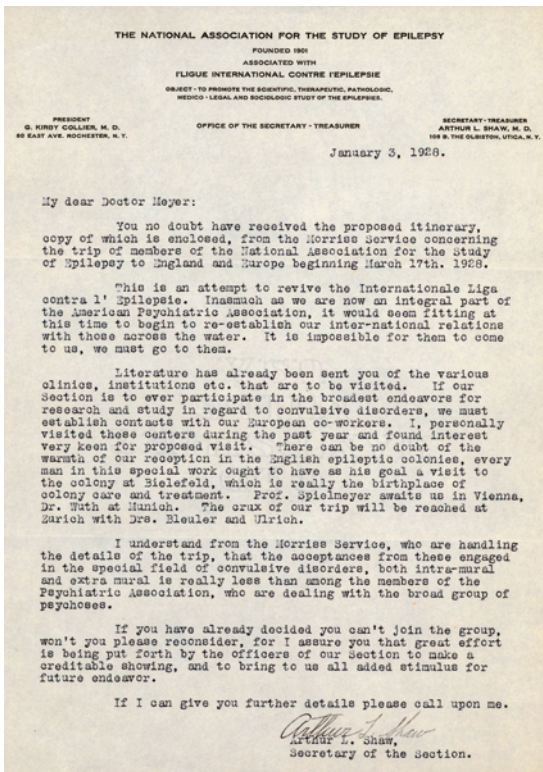 THE NATIONAL ASSOCIATION FOR THE STUDY OF EPILEPSY
FOUNDED 1901
ASSOCIATED WITH
l'LIGUE INTERNATIONAL CONTRE l'EPILEPSIE
OBJECT - TO PROMOTE THE SCIENTIFIC, THERAPEUTIC, PATHOLOGIC,
MEDICO - LEGAL AND SOCIOLOGIC STUDY OF THE EPILEPSIES.
PRESIDENT
G. KIRBY COLLIER, M. D.
80 EAST AVE. ROCHESTER, N. Y.
OFFICE OF THE SECRETARY - TREASURER
SECRETARY - TREASURER
ARTHUR L. SHAW, M. D.
THE OLBISTON, UTICA, N. Y.
January 3, 1928.
My dear Doctor Meyer:
You no doubt have received the proposed itinerary,
copy of which is enclosed, from the Morriss Service concerning
the trip of members of the National Association for the Study
of Epilepsy to England and Europe beginning March 17th. 1928.
This is an attempt to revive the Internationale Liga
contra l' Epilepsie. Inasmuch as we are now an integral part of
the American Psychiatric Association, it would seem fitting at
this time to begin to re-establish our inter-national relations
with those across the water. It is impossible for them to come
to us, we must go to them.
Literature has already been sent you of the various
clinics, institutions etc. that are to be visited. If our
Section is to ever participate in the broadest endeavors for
research and study in regard to convulsive disorders, we must
establish contacts with our European co-workers. I, personally
visited these centers during the past year and found interest
very keen for proposed visit. There can be no doubt of the
warmth of our reception in the English epileptic colonies, every
man in this special work ought to have as his goal a visit to
the colony at Bielefeld, which is really the birthplace of
colony care and treatment. Prof. Spielmeyer awaits us in Vienna,
Dr. Wuth at Munich. The crux of our trip will be reached at
Zurich with Drs. Bleuler and Ulrich.
I understand from the Morriss Service, who are handling
the details of the trip, that the acceptances from these engaged
in the special field of convulsive disorders, both intra-mural
and extra mural is really less than among the members of the
Psychiatric Association, who are dealing with the broad group of
psychoses.
If you have already decided you can't join the group,
won't you please reconsider, for I assure you that great effort
is being put forth by the officers of our Section to make a
creditable showing, and to bring to us all added stimulus for
future endeavor.
If I can give you further details please call upon me.
Arthur L. Shaw
Arthur L. Shaw,
Secretary of the Section.